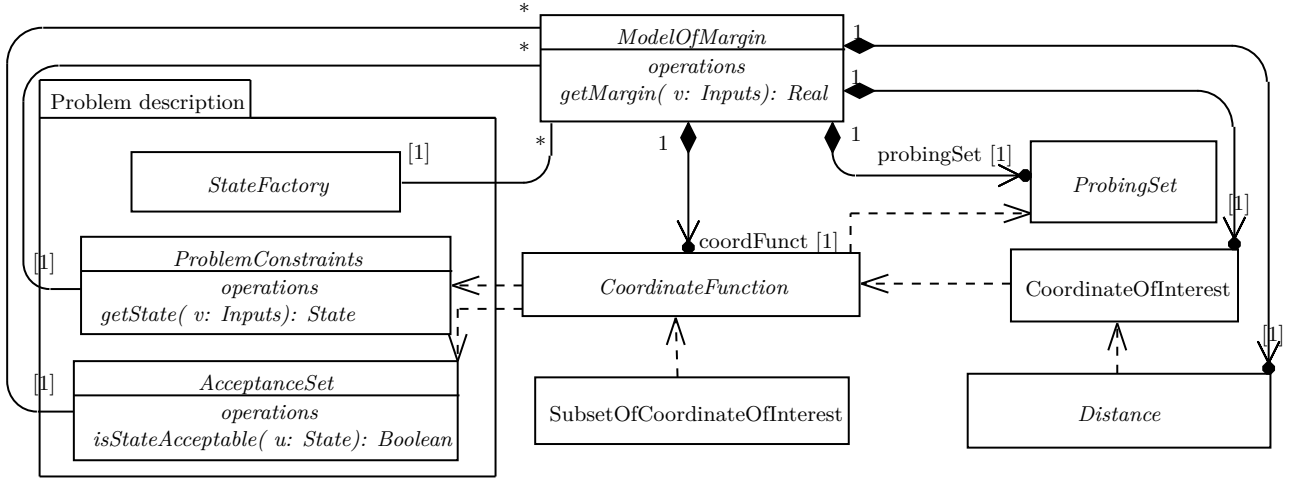 *
ModelOfMargin
1
*
operations
getMargin( v: Inputs): Real
1
Problem description
*
1
1
probingSet [1]
[1]
StateFactory
ProbingSet
[1]
coordFunct [1]
[1]
ProblemConstraints
operations
getState( v: Inputs): State
CoordinateFunction
CoordinateOfInterest
[1]
[1]
AcceptanceSet
operations
isStateAcceptable( u: State): Boolean
SubsetOfCoordinateOfInterest
Distance